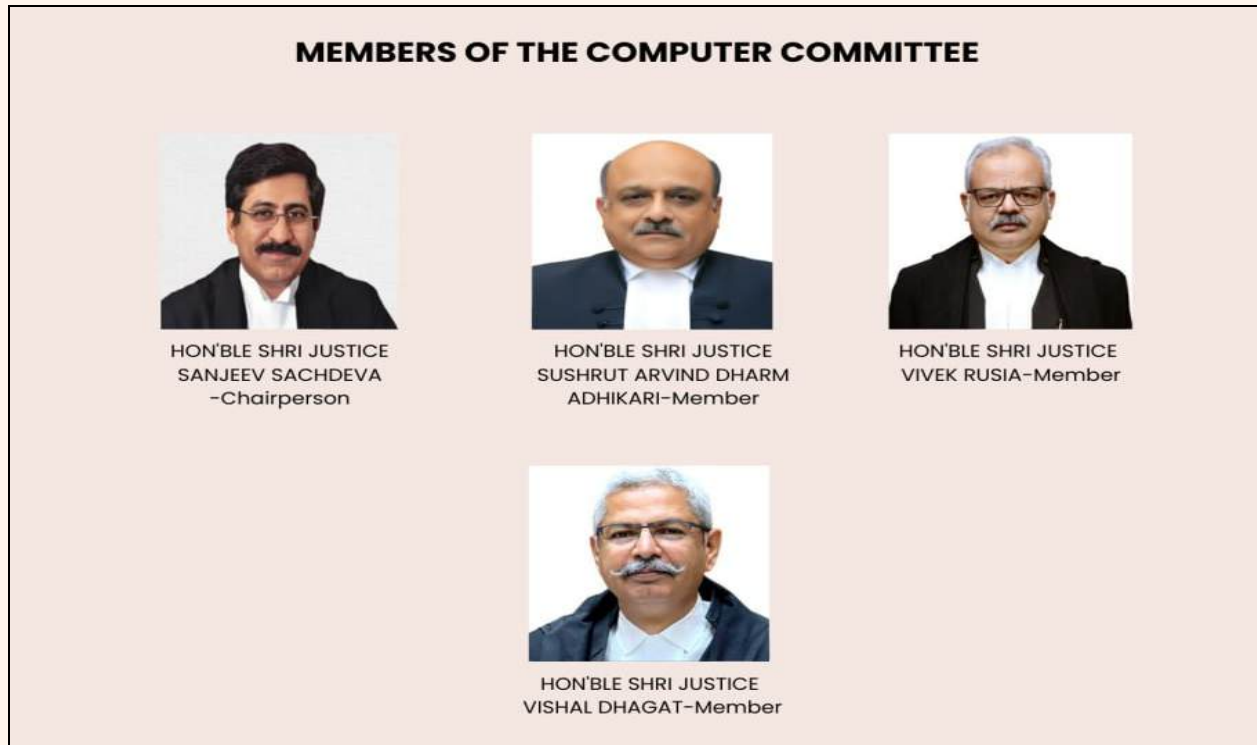 MEMBERS OF THE COMPUTER COMMITTEE
HON'BLE SHRI JUSTICE
SANJEEV SACHDEVA
-Chairperson
HON'BLE SHRI JUSTICE
SUSHRUT ARVIND DHARM
ADHIKARI-Member
HON'BLE SHRI JUSTICE
VIVEK RUSIA-Member
HON'BLE SHRI JUSTICE
VISHAL DHAGAT-Member